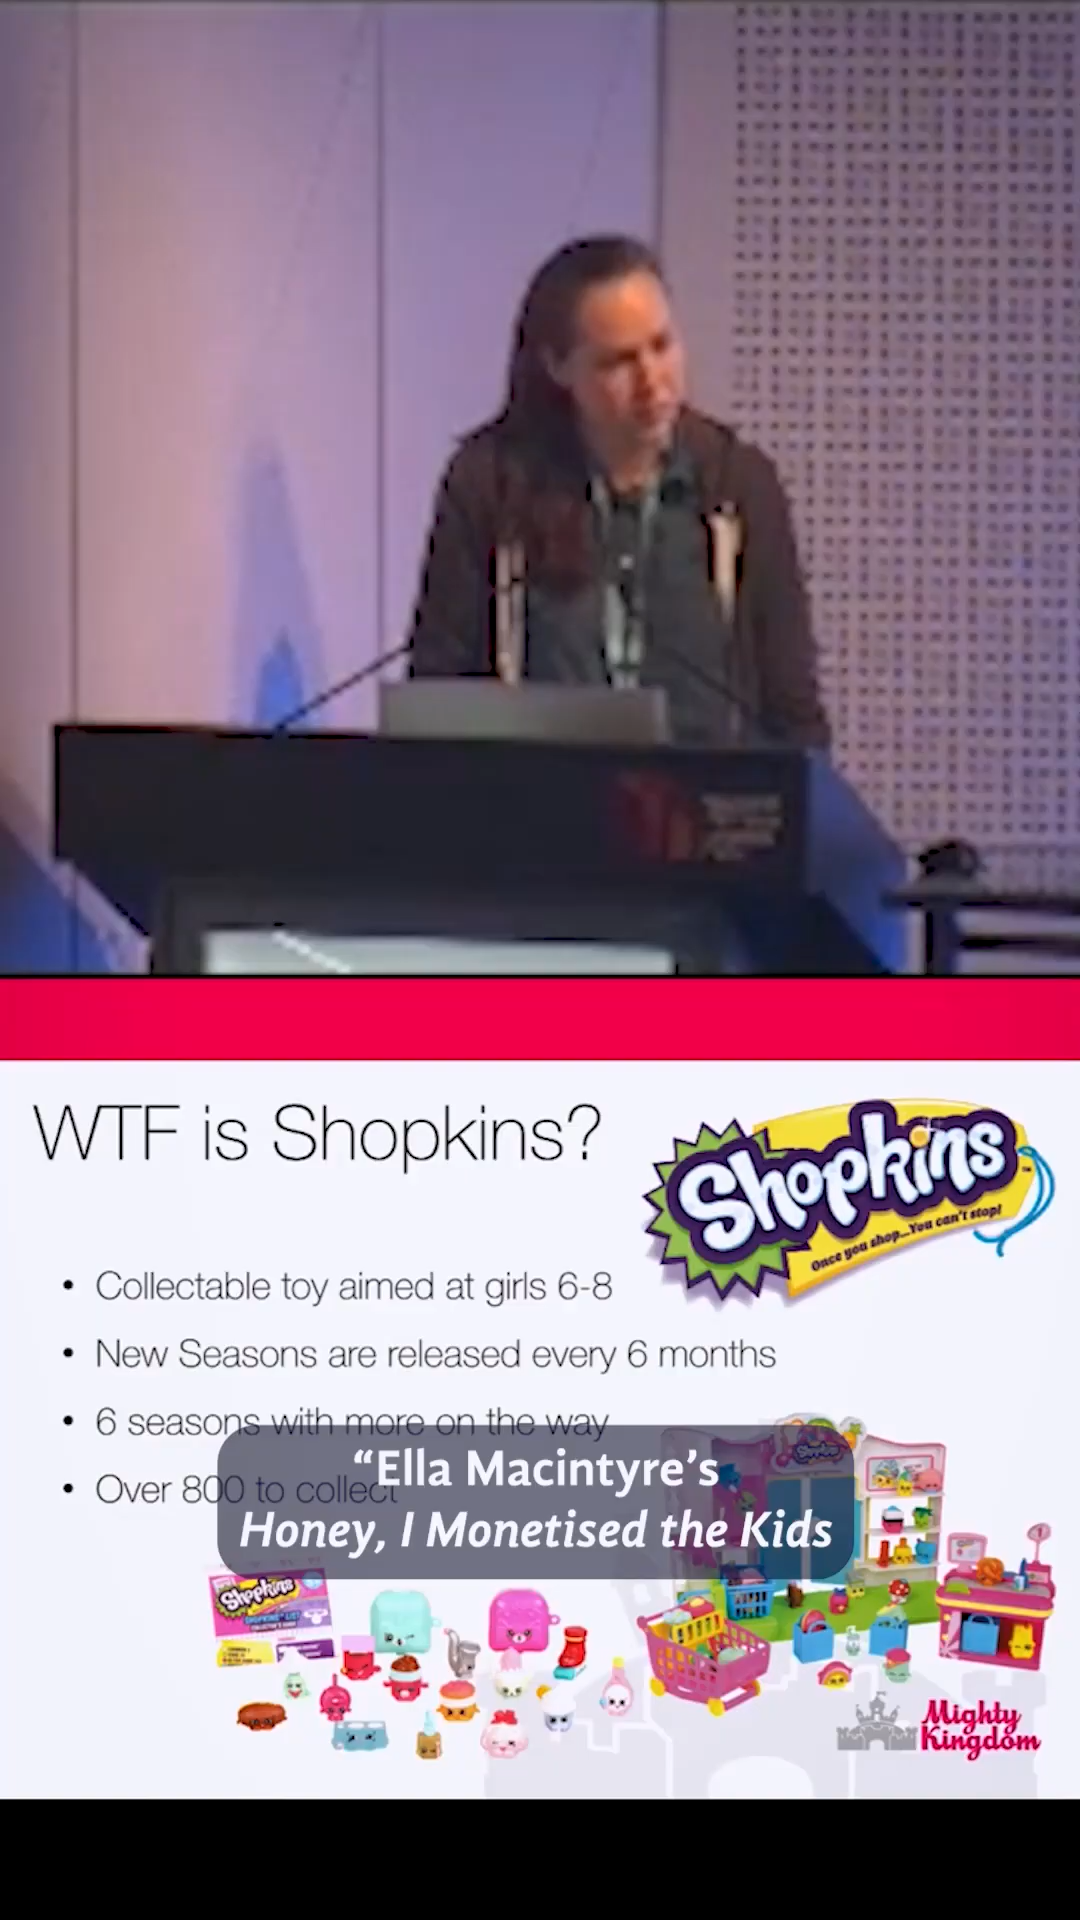 WTF is Shopkins?
Shopkins
Once you shop...You can't stop!
• Collectable toy aimed at girls 6-8
• New Seasons are released every 6 months
• 6 seasons with more on the way
• Over 800 to collect
“Ella Macintyre’s
Honey, I Monetised the Kids
Shopkins
Mighty
Kingdom